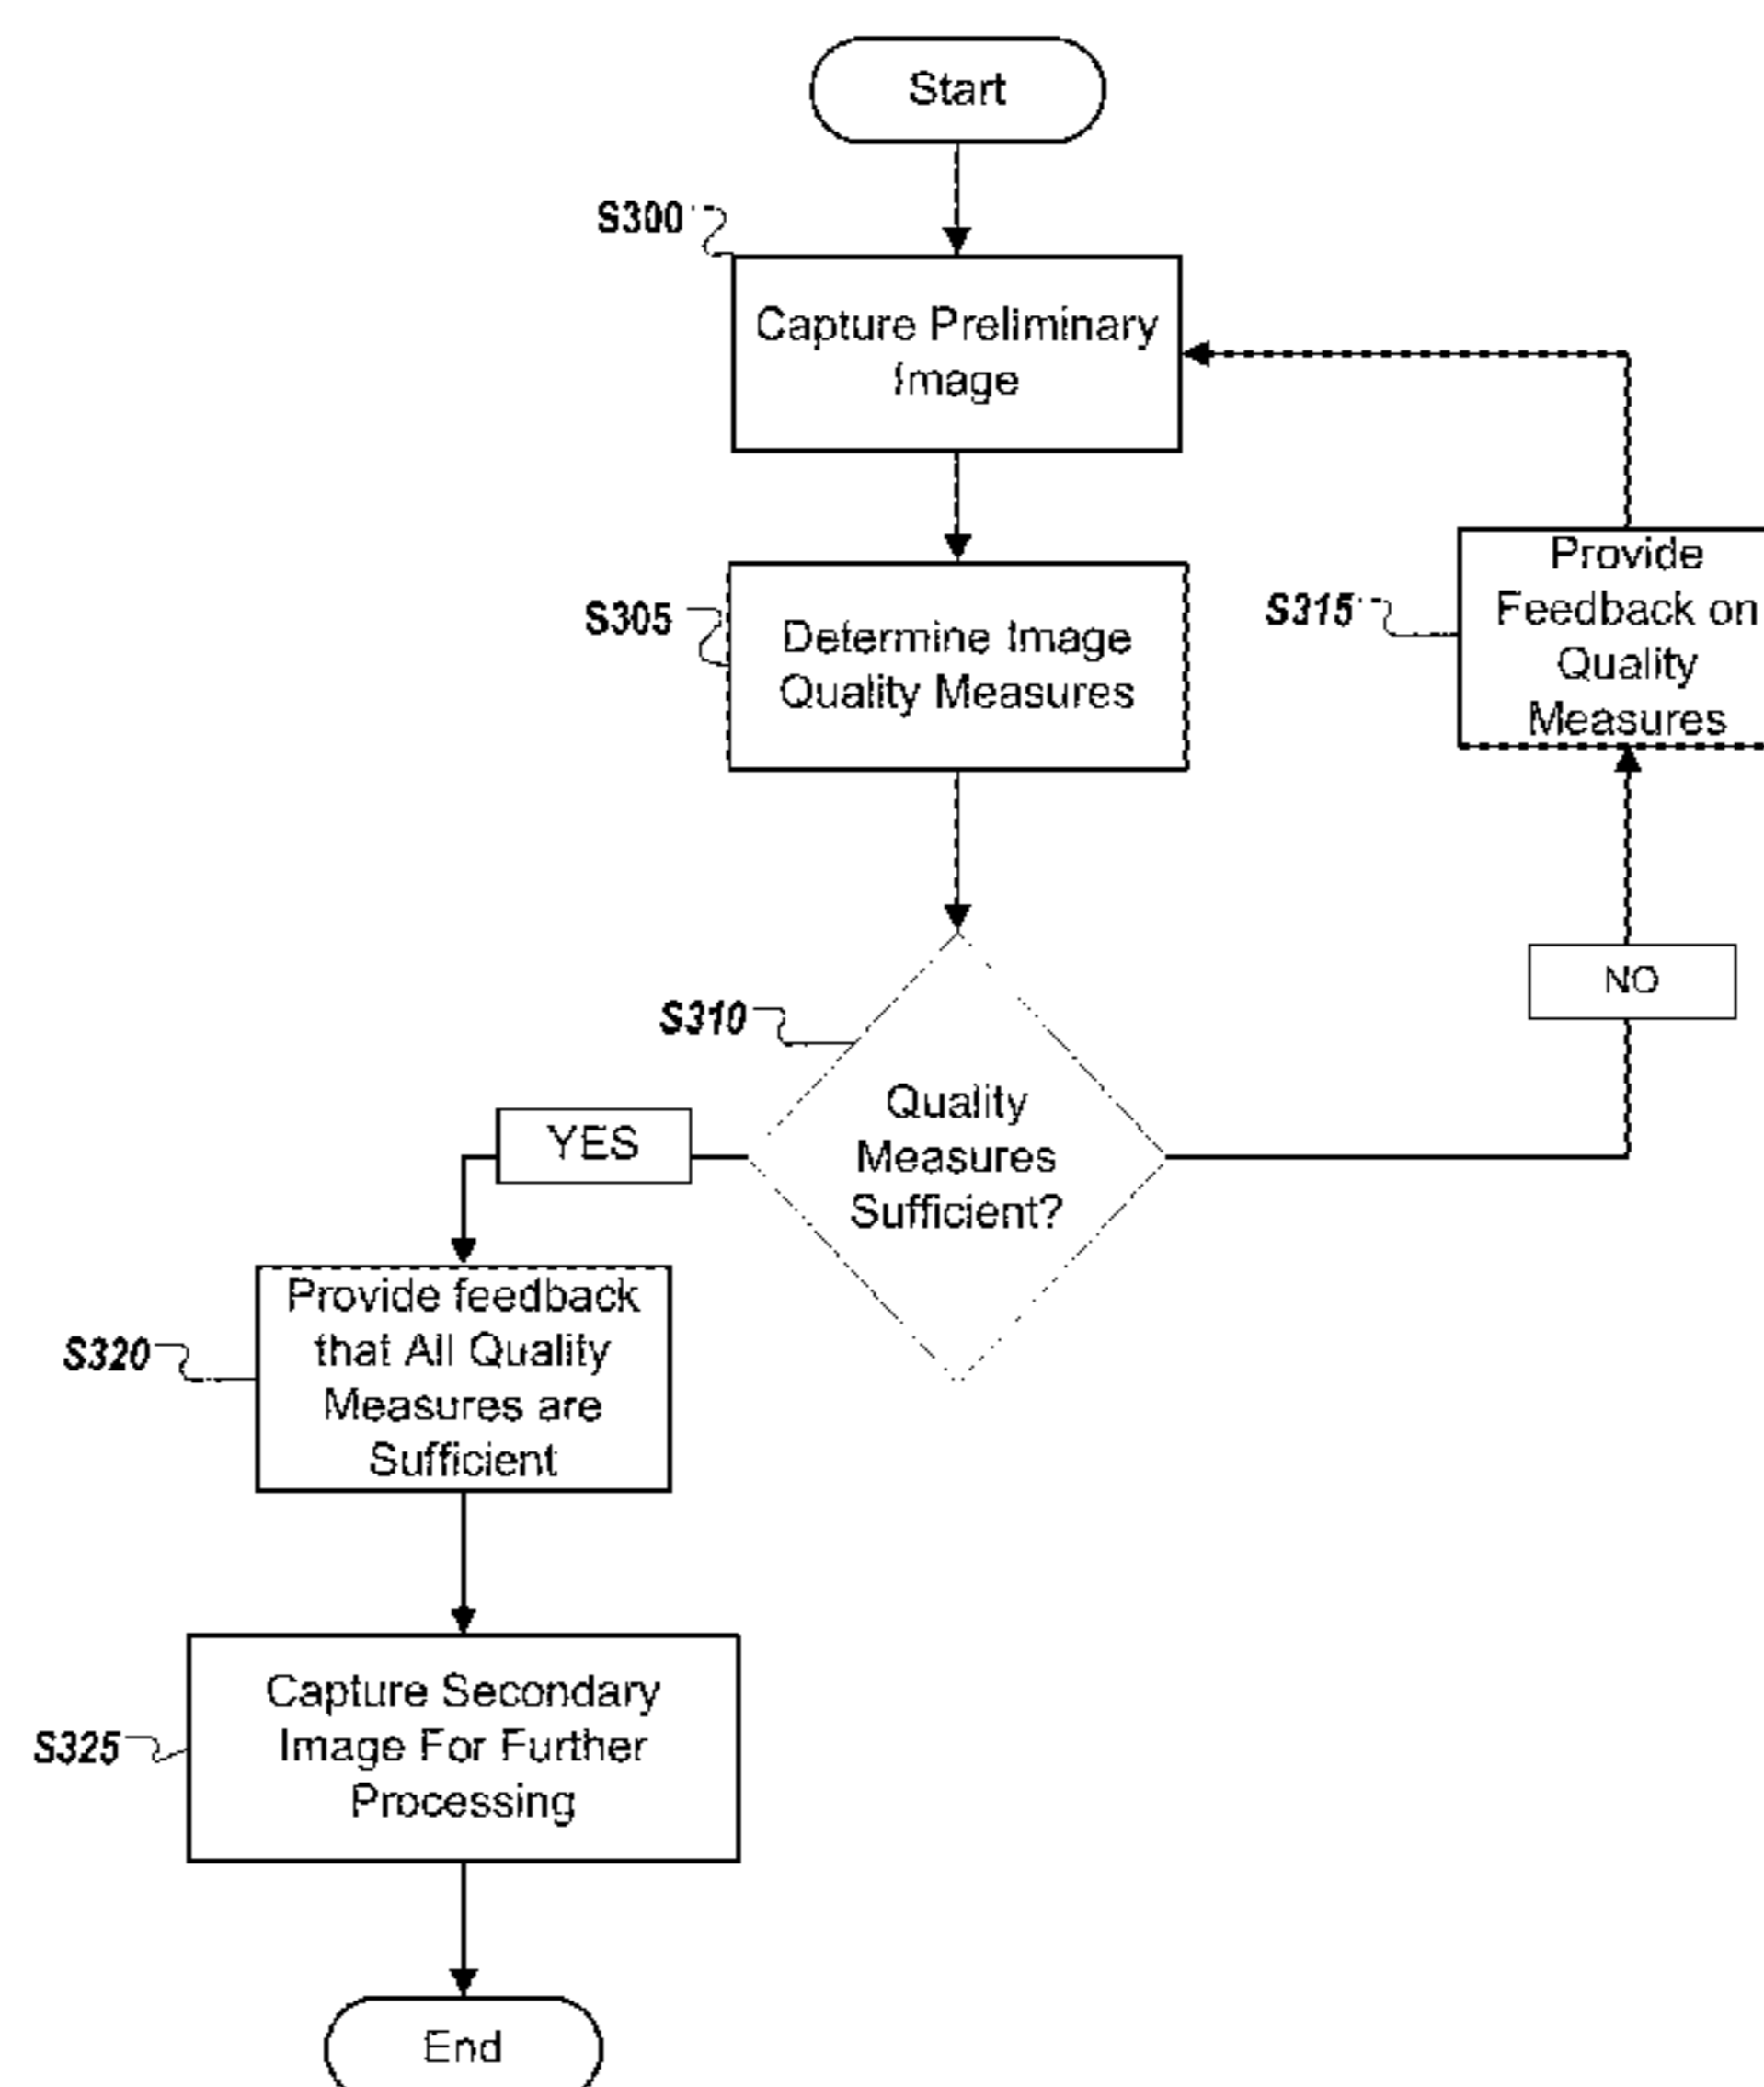 Start
S300
Capture Preliminary
Image
S305
Determine Image
Quality Measures
S315
Provide
Feedback on
Quality
Measures
NO
S310
Quality
Measures
Sufficient?
YES
S320
Provide feedback
that All Quality
Measures are
Sufficient
S325
Capture Secondary
Image For Further
Processing
End